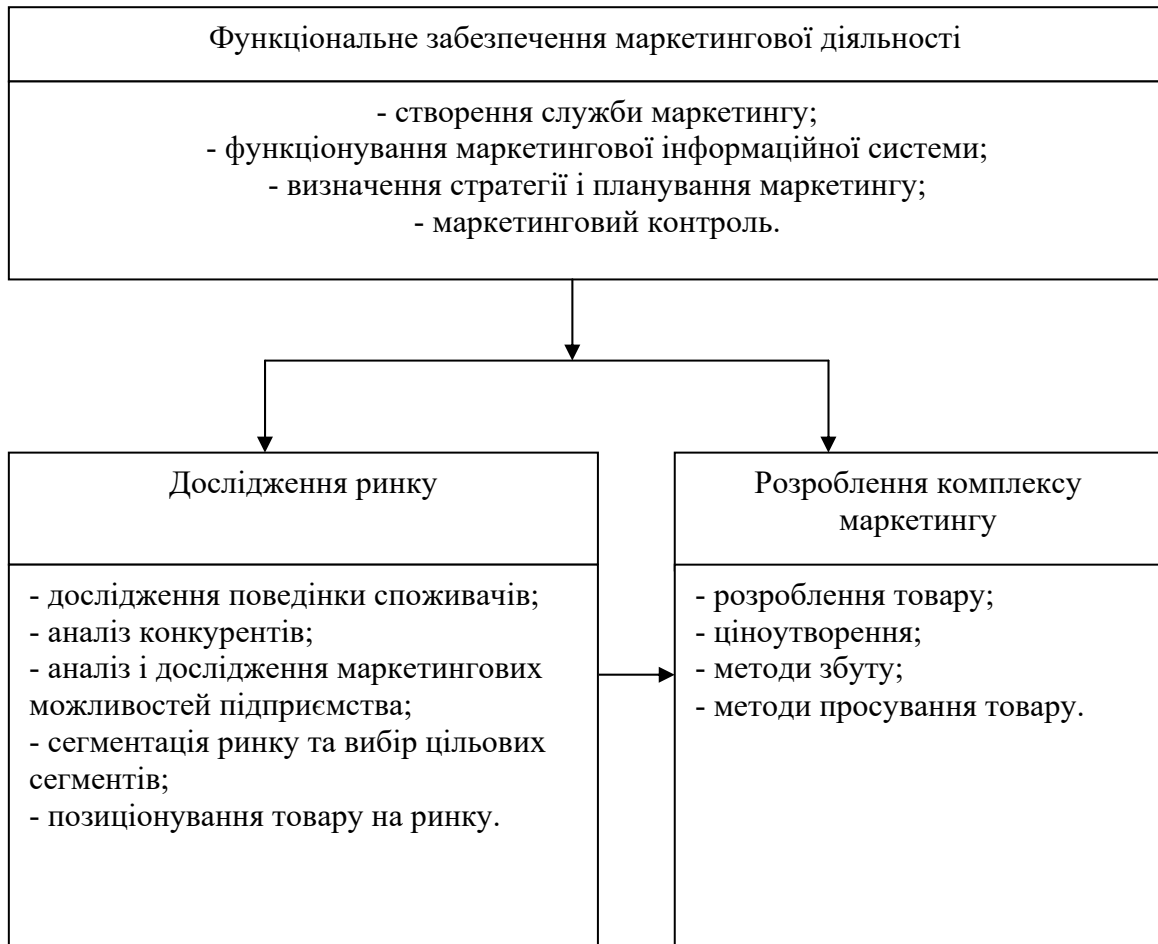 Функціональне забезпечення маркетингової діяльності
- створення служби маркетингу;
- функціонування маркетингової інформаційної системи;
- визначення стратегії і планування маркетингу;
- маркетинговий контроль.
Дослідження ринку
- дослідження поведінки споживачів;
- аналіз конкурентів;
- аналіз і дослідження маркетингових
можливостей підприємства;
- сегментація ринку та вибір цільових
сегментів;
- позиціонування товару на ринку.
Розроблення комплексу
маркетингу
- розроблення товару;
- ціноутворення;
- методи збуту;
- методи просування товару.